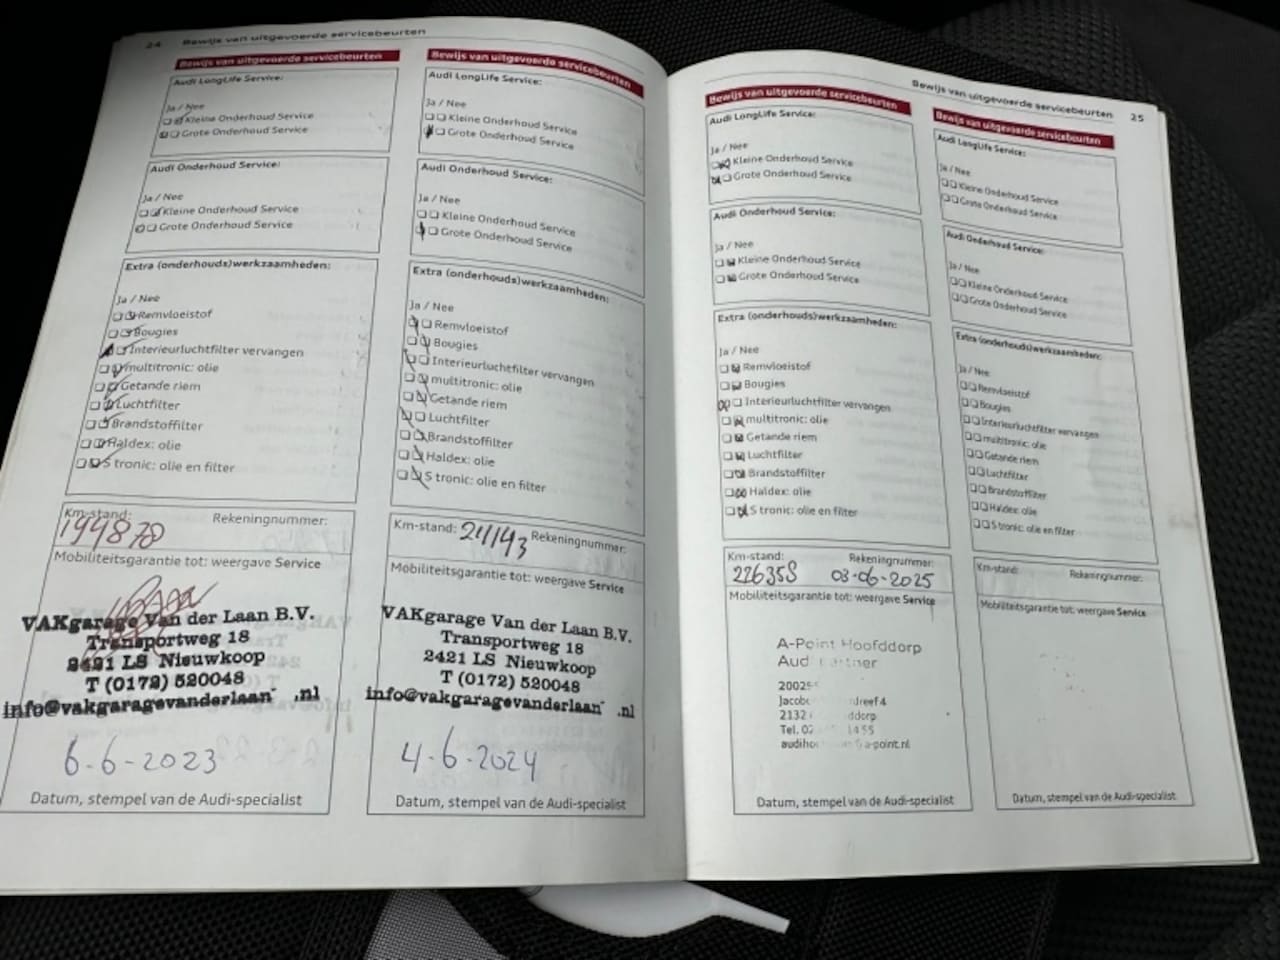 24 Bewijs van uitgevoerde servicebeurten
Bewijs van uitgevoerde servicebeurten
Audi LongLife Service:
Ja / Nee
Kleine Onderhoud Service
Grote Onderhoud Service
Audi Onderhoud Service:
Ja / Nee
Kleine Onderhoud Service
Grote Onderhoud Service
Extra (onderhouds)werkzaamheden:
Ja / Nee
Remvloeistof
Bougies
Interieurluchtfilter vervangen
multitronic: olie
Getande riem
Luchtfilter
Brandstoffilter
Haldex: olie
S tronic: olie en filter
Km-stand: Rekeningnummer:
194870
Mobiliteitsgarantie tot: weergave Service
VAKgarage Van der Laan B.V.
Transportweg 18
2421 LS Nieuwkoop
T (0172) 520048
info@vakgaragevanderlaan .nl
6-6-2023
Datum, stempel van de Audi-specialist
Bewijs van uitgevoerde servicebeurten
Audi LongLife Service:
Ja / Nee
Kleine Onderhoud Service
Grote Onderhoud Service
Audi Onderhoud Service:
Ja / Nee
Kleine Onderhoud Service
Grote Onderhoud Service
Extra (onderhouds)werkzaamheden:
Ja / Nee
Remvloeistof
Bougies
Interieurluchtfilter vervangen
multitronic: olie
Getande riem
Luchtfilter
Brandstoffilter
Haldex: olie
S tronic: olie en filter
Km-stand: Rekeningnummer:
Mobiliteitsgarantie tot: weergave Service
VAKgarage Van der Laan B.V.
Transportweg 18
2421 LS Nieuwkoop
T (0172) 520048
info@vakgaragevanderlaan .nl
4-6-2024
Datum, stempel van de Audi-specialist
Bewijs van uitgevoerde servicebeurten 25
Bewijs van uitgevoerde servicebeurten
Audi LongLife Service:
Ja / Nee
Kleine Onderhoud Service
Grote Onderhoud Service
Audi Onderhoud Service:
Ja / Nee
Kleine Onderhoud Service
Grote Onderhoud Service
Extra (onderhouds)werkzaamheden:
Ja / Nee
Remvloeistof
Bougies
Interieurluchtfilter vervangen
multitronic: olie
Getande riem
Luchtfilter
Brandstoffilter
Haldex: olie
S tronic: olie en filter
Km-stand: Rekeningnummer:
226358 03-06-2025
Mobiliteitsgarantie tot: weergave Service
A-Point Hoofddorp
2132
Tel.
Datum, stempel van de Audi-specialist
Bewijs van uitgevoerde servicebeurten
Audi LongLife Service:
Ja / Nee
Kleine Onderhoud Service
Grote Onderhoud Service
Audi Onderhoud Service:
Ja / Nee
Kleine Onderhoud Service
Grote Onderhoud Service
Extra (onderhouds)werkzaamheden:
Ja / Nee
Remvloeistof
Bougies
Interieurluchtfilter vervangen
multitronic: olie
Getande riem
Luchtfilter
Brandstoffilter
Haldex: olie
S tronic: olie en filter
Km-stand: Rekeningnummer:
Mobiliteitsgarantie tot: weergave Service
Datum, stempel van de Audi-specialist